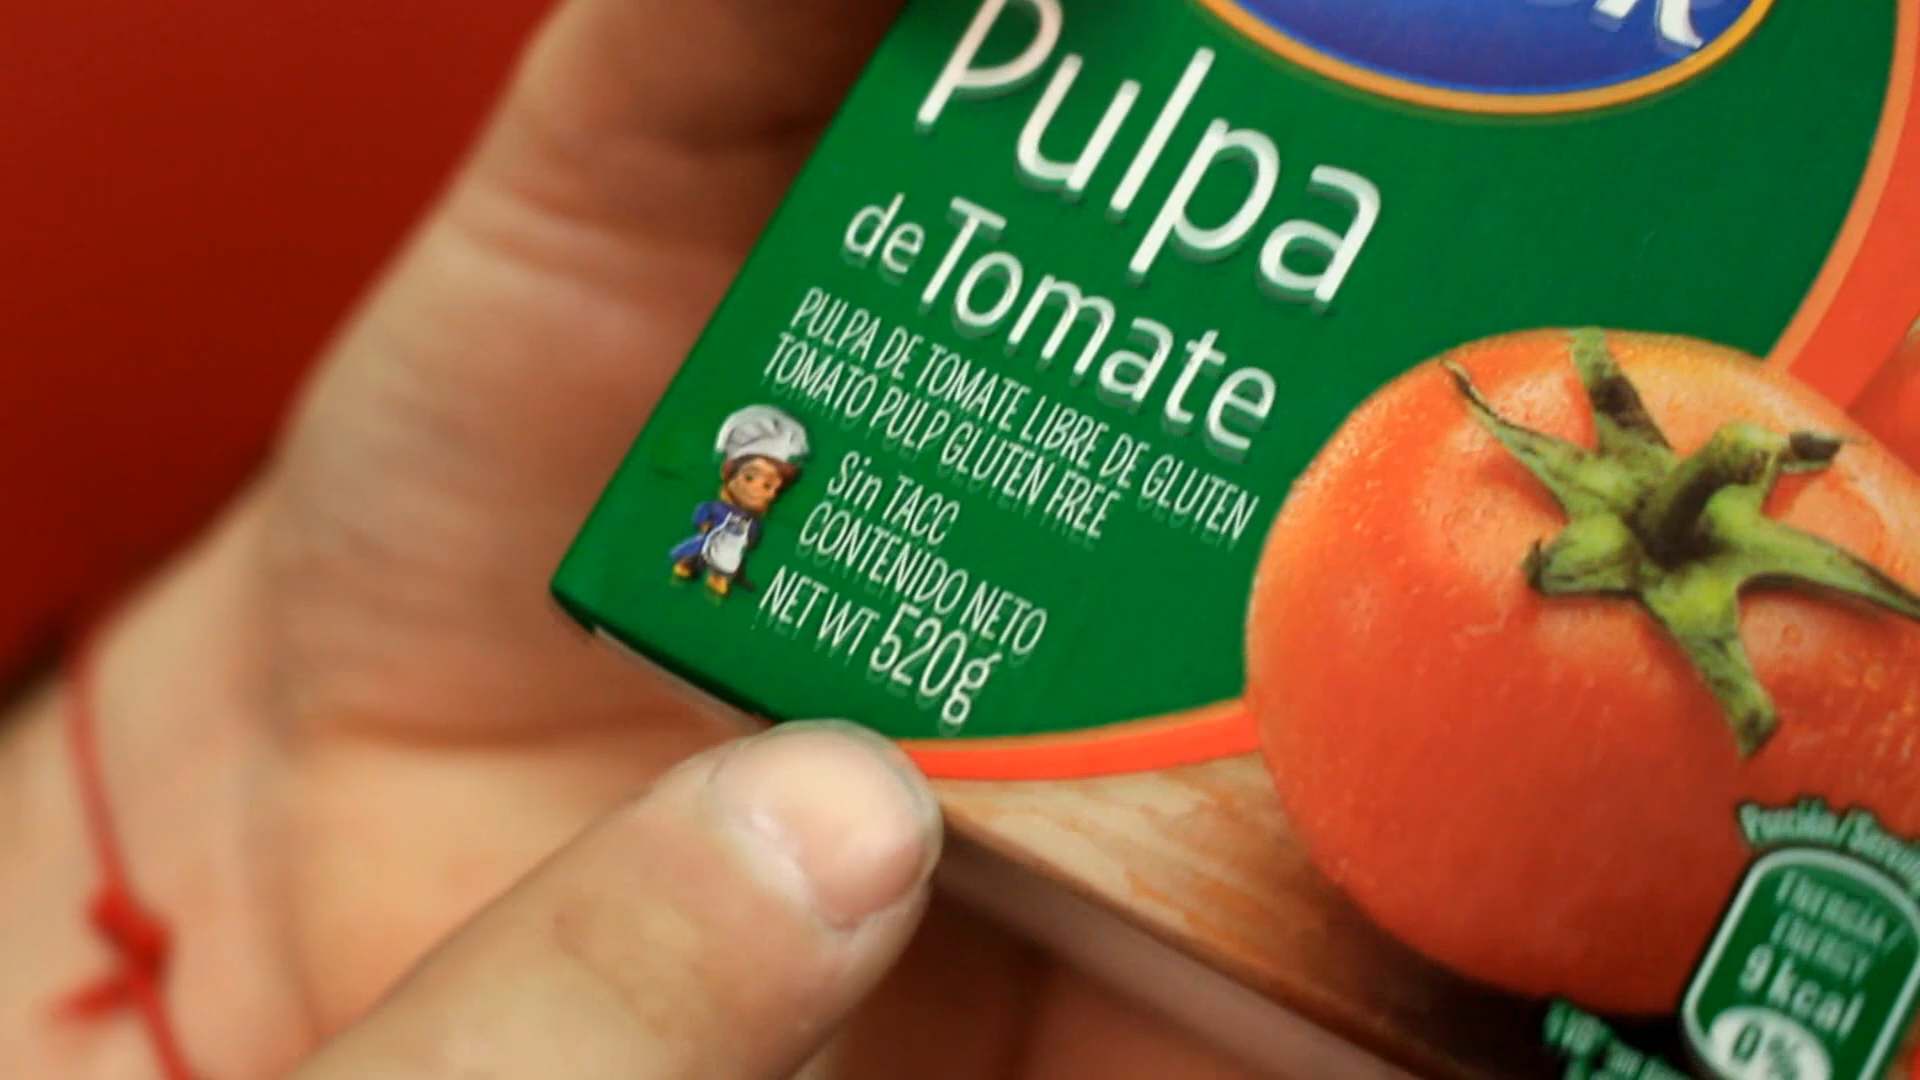 Pulpa
de Tomate
PULPA DE TOMATE LIBRE DE GLUTEN
TOMATO PULP GLUTEN FREE
Sin TACC
CONTENIDO NETO
NET WT 520g
Porción/
ENERGÍA/
ENERGY
9 kcal